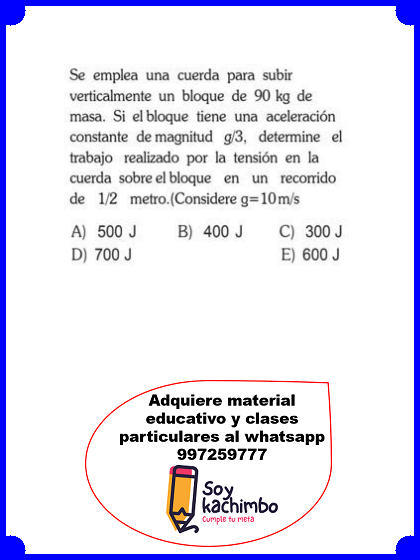 Se emplea una cuerda para subir
verticalmente un bloque de 90 kg de
masa. Si el bloque tiene una aceleración
constante de magnitud g/3, determine el
trabajo realizado por la tensión en la
cuerda sobre el bloque en un recorrido
de 1/2 metro.(Considere g=10m/s
A) 500 J B) 400 J C) 300 J
D) 700 J E) 600 J
Adquiere material
educativo y clases
particulares al whatsapp
997259777
Soy
kachimbo
Cumple tu meta